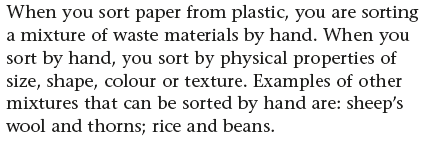 When you sort paper from plastic, you are sorting
a mixture of waste materials by hand. When you
sort by hand, you sort by physical properties of
size, shape, colour or texture. Examples of other
mixtures that can be sorted by hand are: sheep's
wool and thorns; rice and beans.